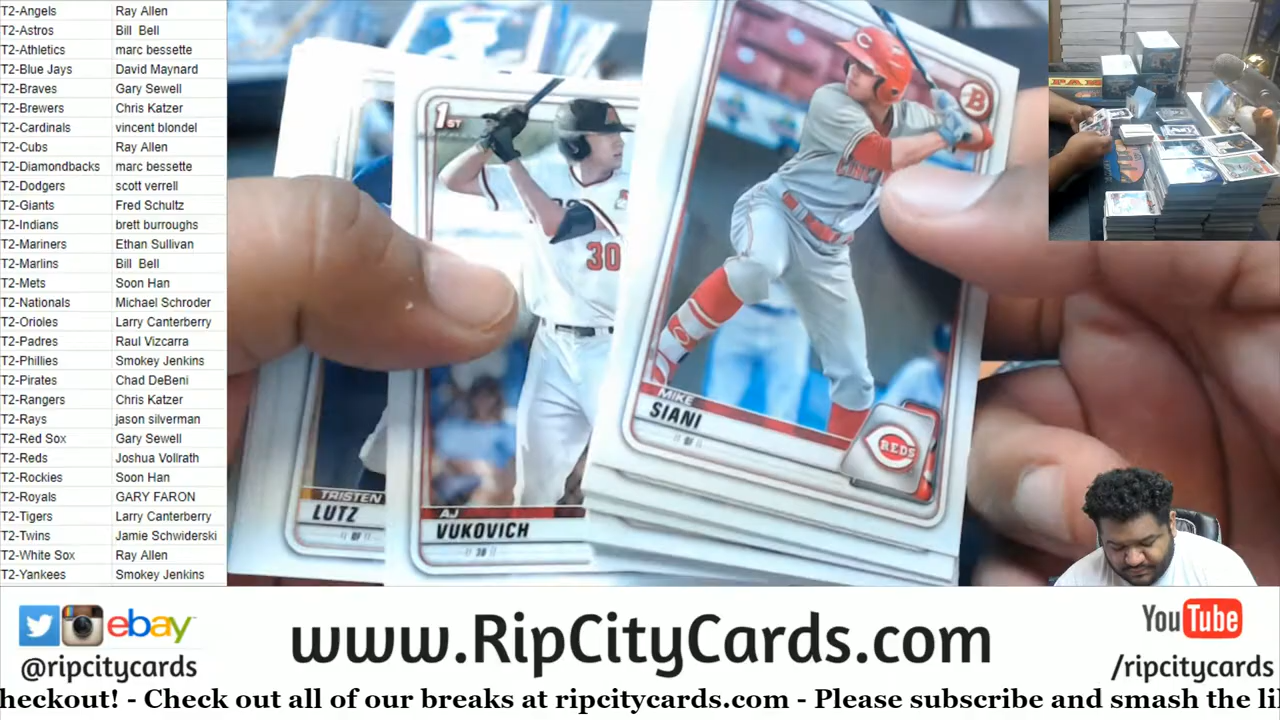 T2-Angels Ray Allen
T2-Astros Bill Bell
T2-Athletics marc bessette
T2-Blue Jays David Maynard
T2-Braves Gary Sewell
T2-Brewers Chris Katzer
T2-Cardinals vincent blondel
T2-Cubs Ray Allen
T2-Diamondbacks marc bessette
T2-Dodgers scott verrell
T2-Giants Fred Schultz
T2-Indians brett burroughs
T2-Mariners Ethan Sullivan
T2-Marlins Bill Bell
T2-Mets Soon Han
T2-Nationals Michael Schroder
T2-Orioles Larry Canterberry
T2-Padres Raul Vizcarra
T2-Phillies Smokey Jenkins
T2-Pirates Chad DeBeni
T2-Rangers Chris Katzer
T2-Rays jason silverman
T2-Red Sox Gary Sewell
T2-Reds Joshua Vollrath
T2-Rockies Soon Han
T2-Royals GARY FARON
T2-Tigers Larry Canterberry
T2-Twins Jamie Schwiderski
T2-White Sox Ray Allen
T2-Yankees Smokey Jenkins
TRISTEN
LUTZ
OF
1ST
30
AJ
VUKOVICH
3B
C
B
MIKE
SIANI
OF
REDS
ebay
@ripcitycards
www.RipCityCards.com
YouTube
/ripcitycards
heckout! - Check out all of our breaks at ripcitycards.com - Please subscribe and smash the li